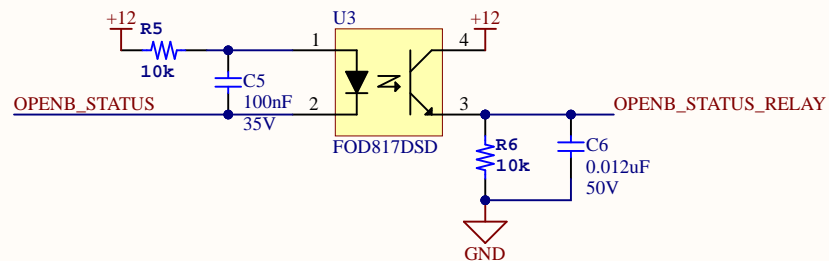 +12
R5
10k
C5
100nF
35V
OPENB_STATUS
U3
1
2
4
3
FOD817DSD
+12
OPENB_STATUS_RELAY
R6
10k
C6
0.012uF
50V
GND